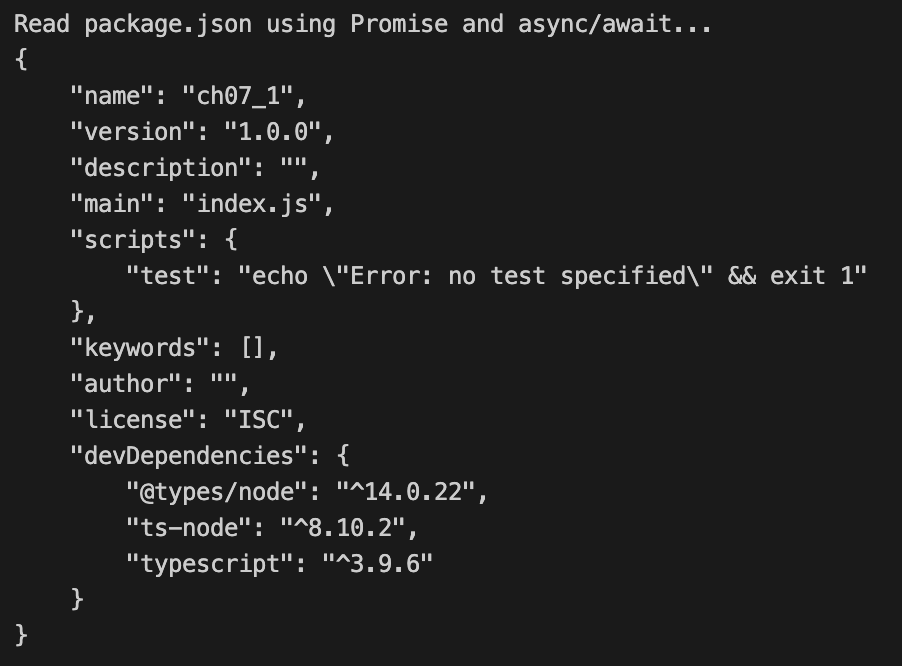 Read package.json using Promise and async/await...
{
    "name": "ch07_1",
    "version": "1.0.0",
    "description": "",
    "main": "index.js",
    "scripts": {
        "test": "echo \"Error: no test specified\" && exit 1"
    },
    "keywords": [],
    "author": "",
    "license": "ISC",
    "devDependencies": {
        "@types/node": "^14.0.22",
        "ts-node": "^8.10.2",
        "typescript": "^3.9.6"
    }
}